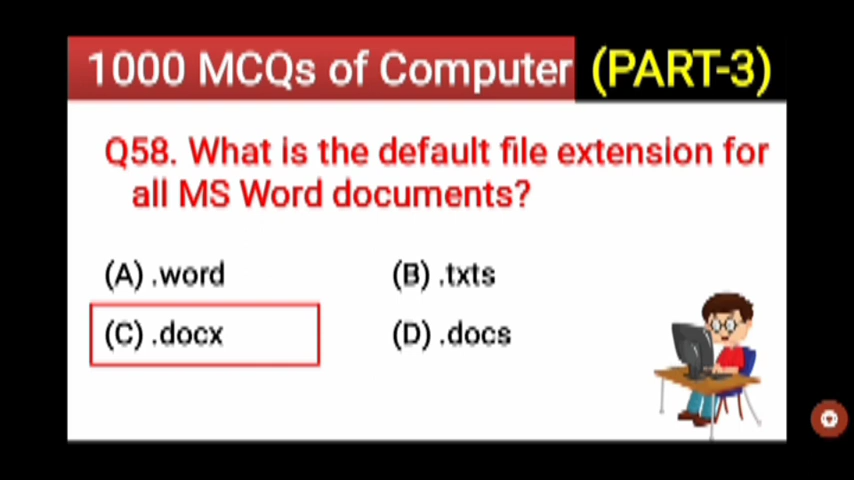 1000 MCQs of Computer (PART-3)
Q58. What is the default file extension for
all MS Word documents?
(A) .word (B) .txts
(C) .docx (D) .docs